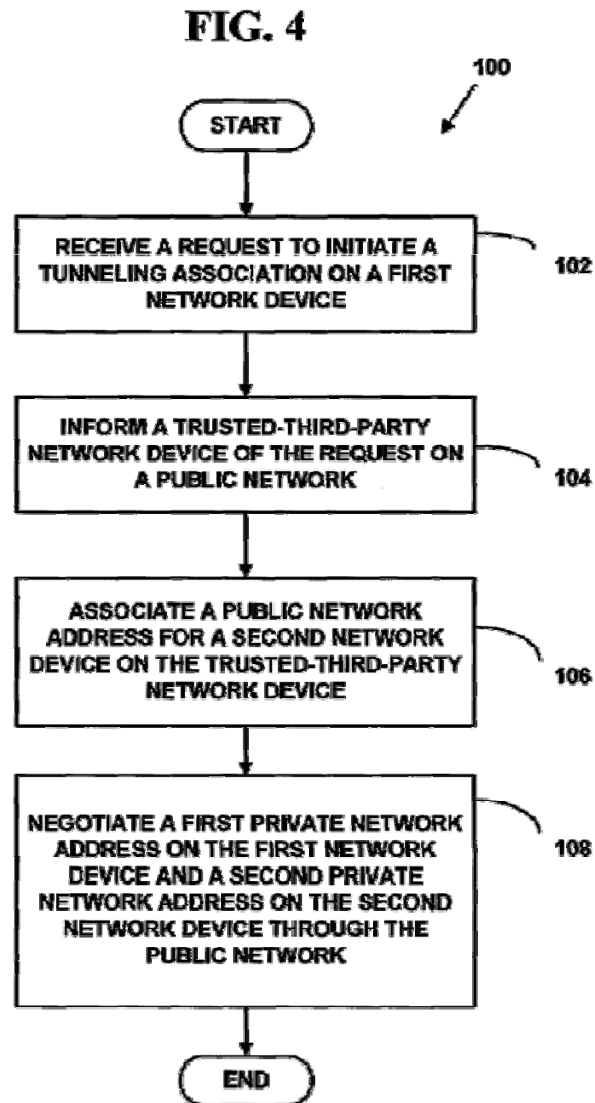 FIG. 4
100
START
RECEIVE A REQUEST TO INITIATE A
TUNNELING ASSOCIATION ON A FIRST
NETWORK DEVICE
102
INFORM A TRUSTED-THIRD-PARTY
NETWORK DEVICE OF THE REQUEST ON
A PUBLIC NETWORK
104
ASSOCIATE A PUBLIC NETWORK
ADDRESS FOR A SECOND NETWORK
DEVICE ON THE TRUSTED-THIRD-PARTY
NETWORK DEVICE
106
NEGOTIATE A FIRST PRIVATE NETWORK
ADDRESS ON THE FIRST NETWORK
DEVICE AND A SECOND PRIVATE
NETWORK ADDRESS ON THE SECOND
NETWORK DEVICE THROUGH THE
PUBLIC NETWORK
108
END